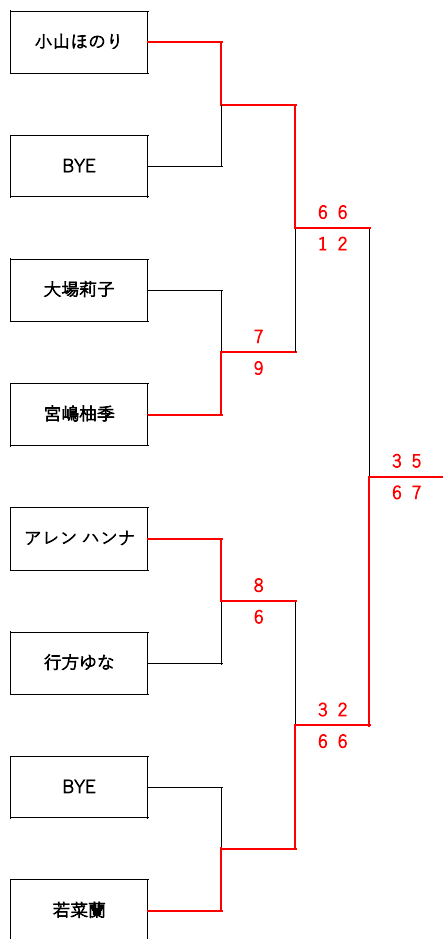 小山ほのり
BYE
6 6
1 2
大場莉子
7
9
宮嶋柚季
3 5
6 7
アレン ハンナ
8
6
行方ゆな
3 2
6 6
BYE
若菜蘭